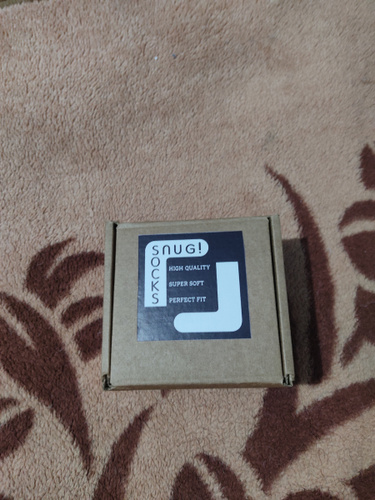 SNUG!
SOCKS
HIGH QUALITY
SUPER SOFT
PERFECT FIT